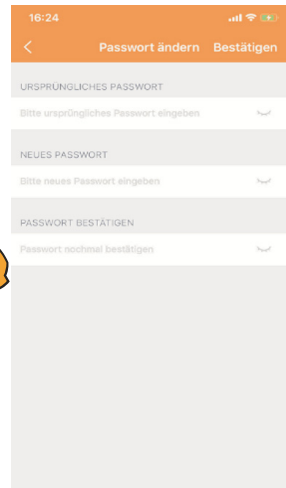 16:24
Passwort ändern Bestätigen
URSPRÜNGLICHES PASSWORT
Bitte ursprüngliches Passwort eingeben
NEUES PASSWORT
Bitte neues Passwort eingeben
PASSWORT BESTÄTIGEN
Passwort nochmal bestätigen